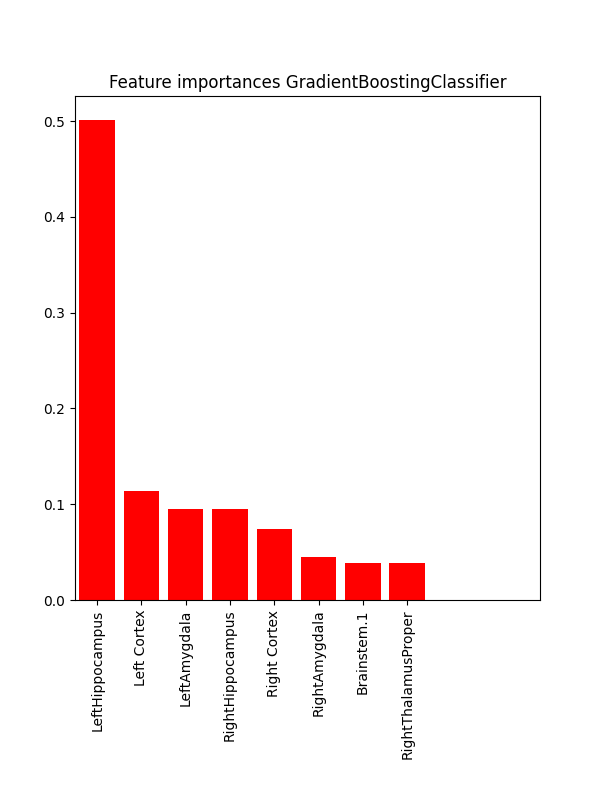 Feature importances GradientBoostingClassifier
0.5
0.4
0.3
0.2
0.1
0.0
LeftHippocampus
Left Cortex
LeftAmygdala
RightHippocampus
Right Cortex
RightAmygdala
Brainstem.1
RightThalamusProper